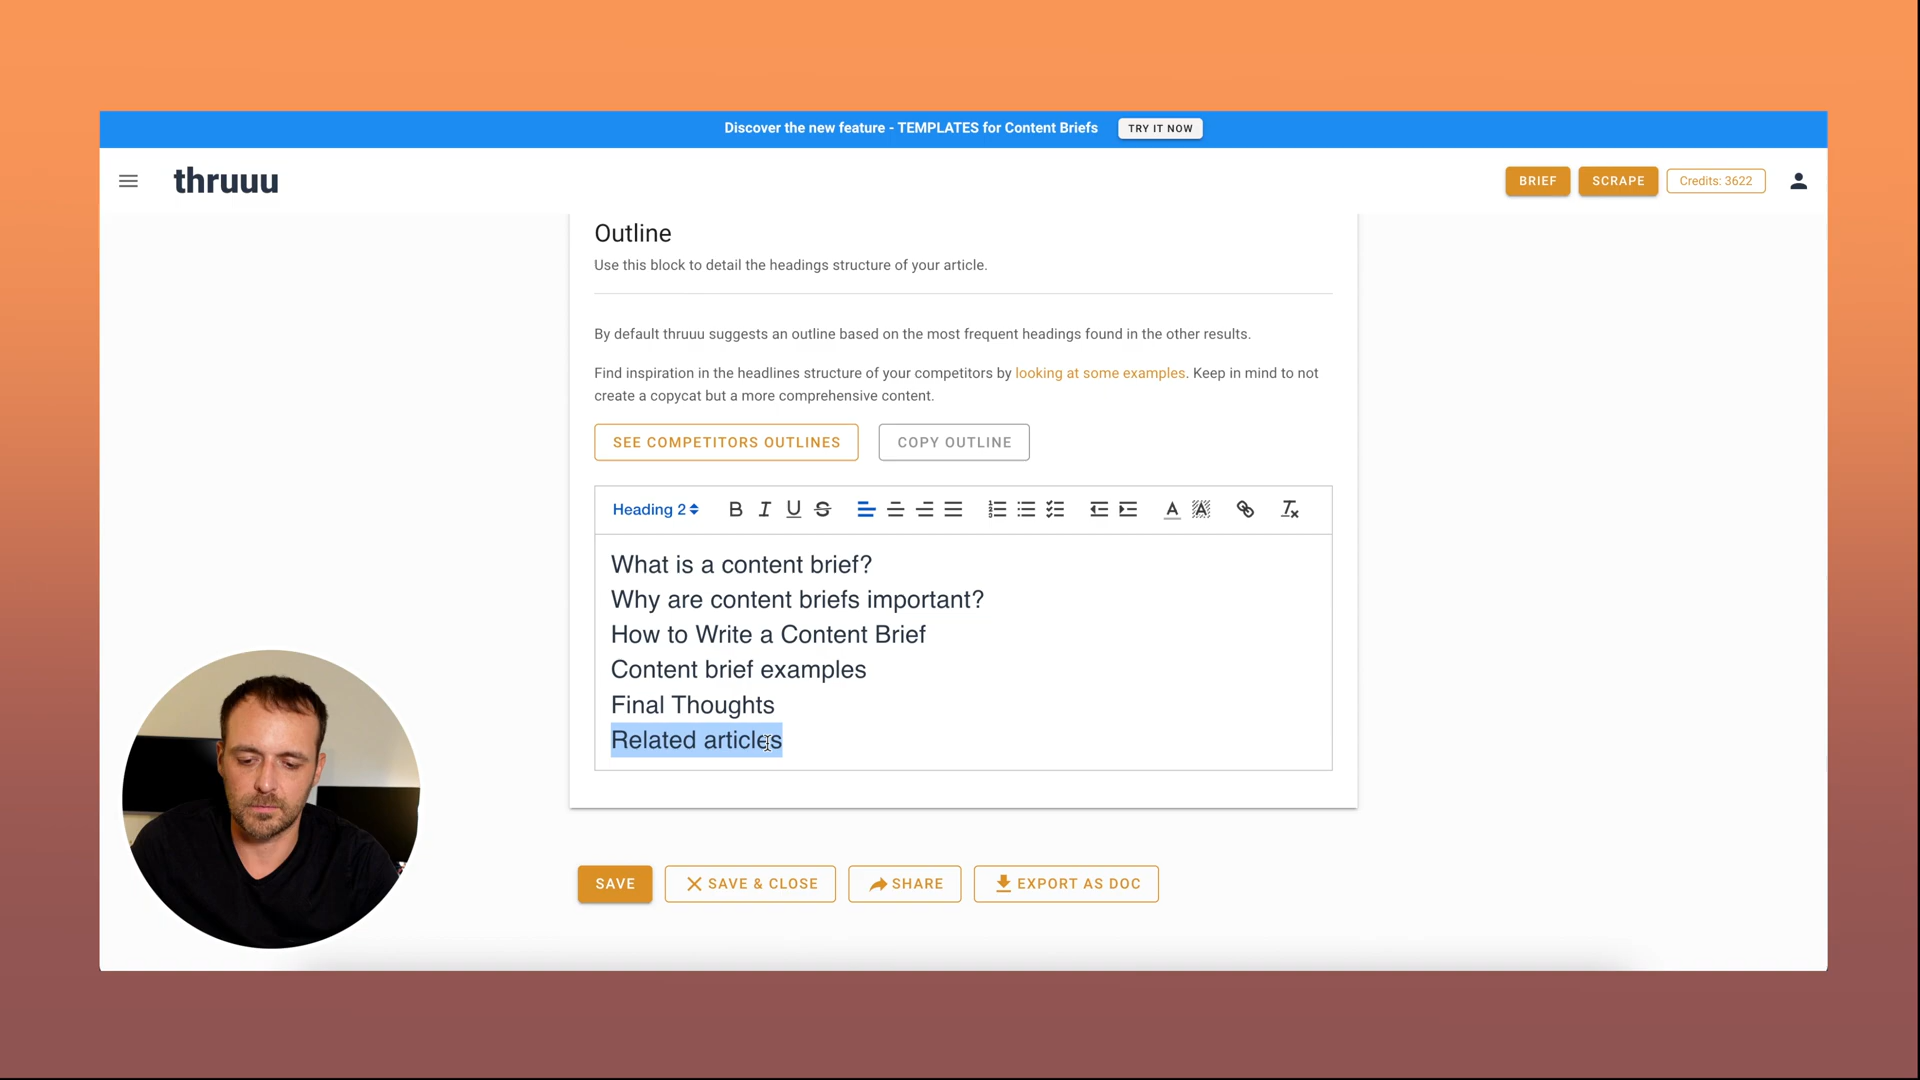 Discover the new feature - TEMPLATES for Content Briefs
TRY IT NOW
thruuu
BRIEF
SCRAPE
Credits: 3622
Outline
Use this block to detail the headings structure of your article.
By default thruuu suggests an outline based on the most frequent headings found in the other results.
Find inspiration in the headlines structure of your competitors by looking at some examples. Keep in mind to not
create a copycat but a more comprehensive content.
SEE COMPETITORS OUTLINES
COPY OUTLINE
Heading 2
What is a content brief?
Why are content briefs important?
How to Write a Content Brief
Content brief examples
Final Thoughts
Related articles
SAVE
SAVE & CLOSE
SHARE
EXPORT AS DOC